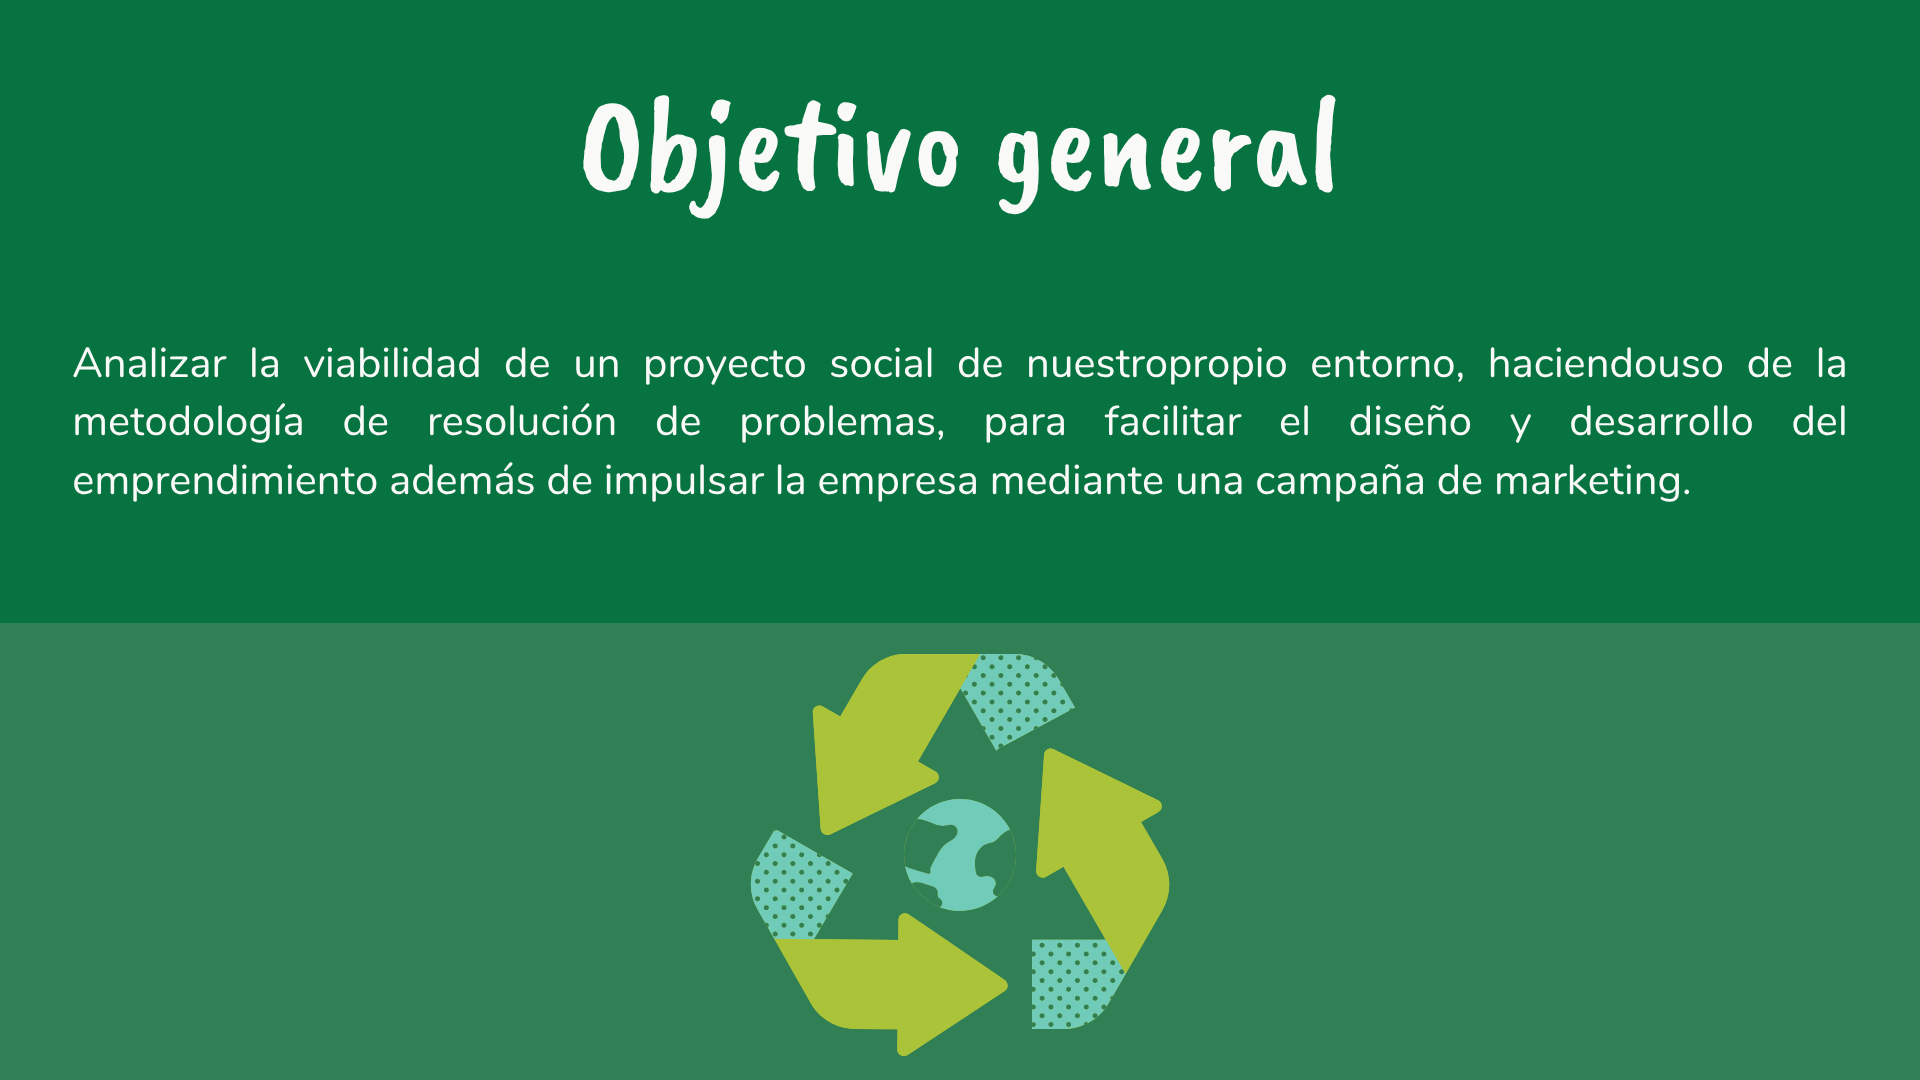 Objetivo general
Analizar la viabilidad de un proyecto social de nuestropropio entorno, haciendouso de la
metodología de resolución de problemas, para facilitar el diseño y desarrollo del
emprendimiento además de impulsar la empresa mediante una campaña de marketing.